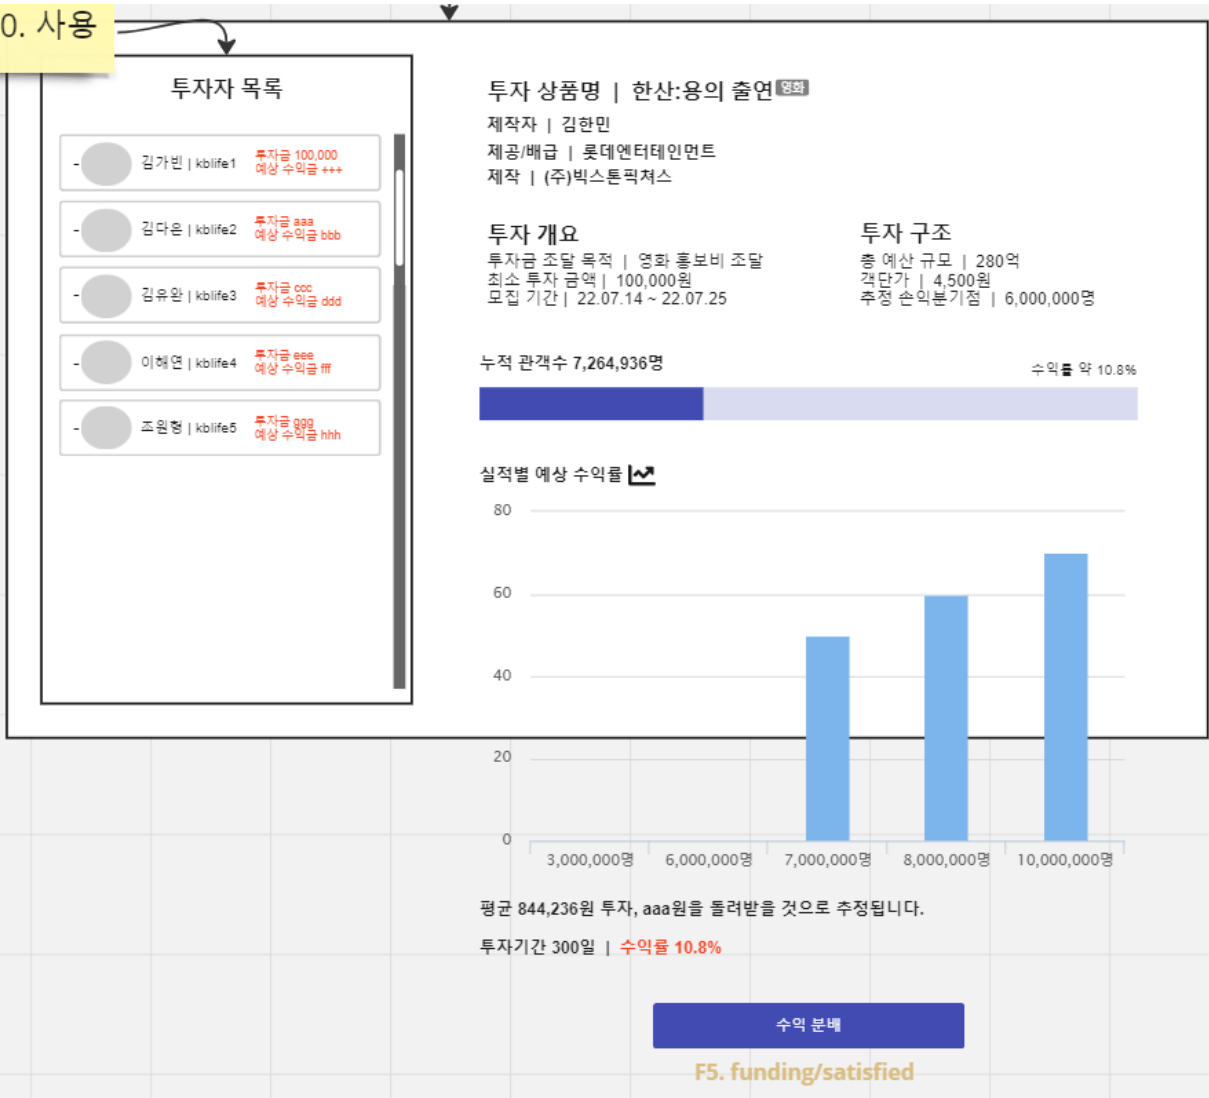 0. 사용
투자자 목록
- 김가빈 | kblife1
투자금 100,000
예상 수익금 +++
- 김다은 | kblife2
투자금 aaa
예상 수익금 bbb
- 김유완 | kblife3
투자금 ccc
예상 수익금 ddd
- 이해연 | kblife4
투자금 eee
예상 수익금 fff
- 조원형 | kblife5
투자금 ggg
예상 수익금 hhh
투자 상품명 | 한산:용의 출연 영화
제작자 | 김한민
제공/배급 | 롯데엔터테인먼트
제작 | (주)빅스톤픽쳐스
투자 개요
투자금 조달 목적 | 영화 홍보비 조달
최소 투자 금액 | 100,000원
모집 기간 | 22.07.14 ~ 22.07.25
투자 구조
총 예산 규모 | 280억
객단가 | 4,500원
추정 손익분기점 | 6,000,000명
누적 관객수 7,264,936명
수익률 약 10.8%
실적별 예상 수익률
80
60
40
20
0
3,000,000명 6,000,000명 7,000,000명 8,000,000명 10,000,000명
평균 844,236원 투자, aaa원을 돌려받을 것으로 추정됩니다.
투자기간 300일 | 수익률 10.8%
수익 분배
F5. funding/satisfied